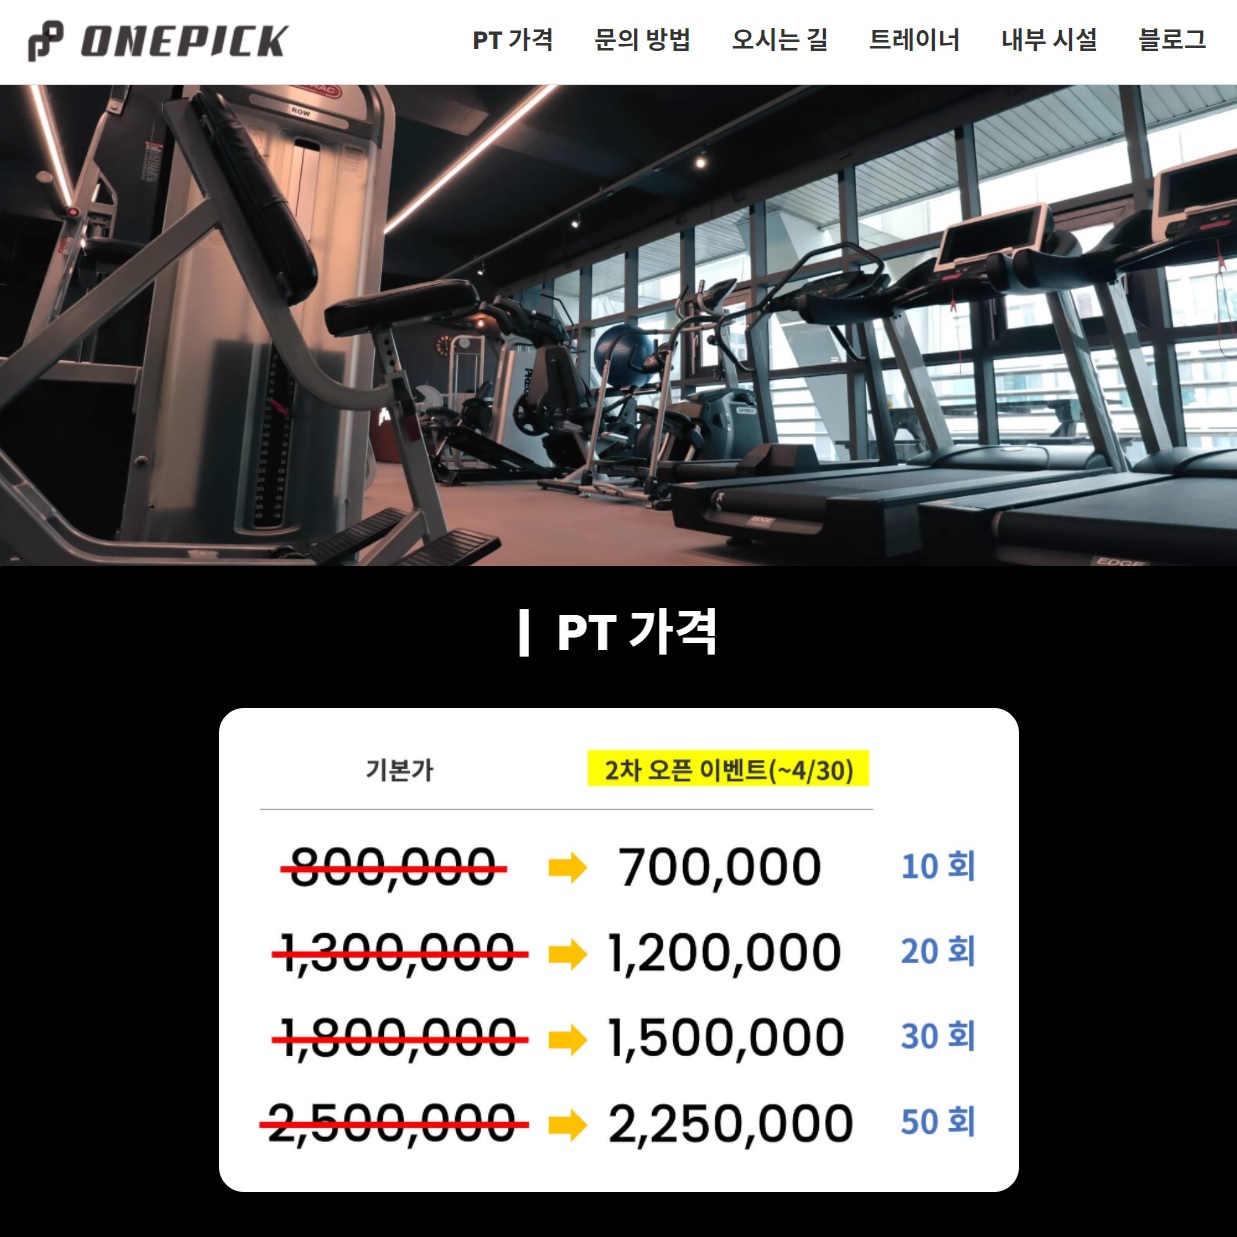 ONEPICK
PT 가격 문의 방법 오시는 길 트레이너 내부 시설 블로그
ROW
EDGE
EDGE
PT 가격
기본가 2차 오픈 이벤트(~4/30)
800,000 700,000 10 회
1,300,000 1,200,000 20 회
1,800,000 1,500,000 30 회
2,500,000 2,250,000 50 회